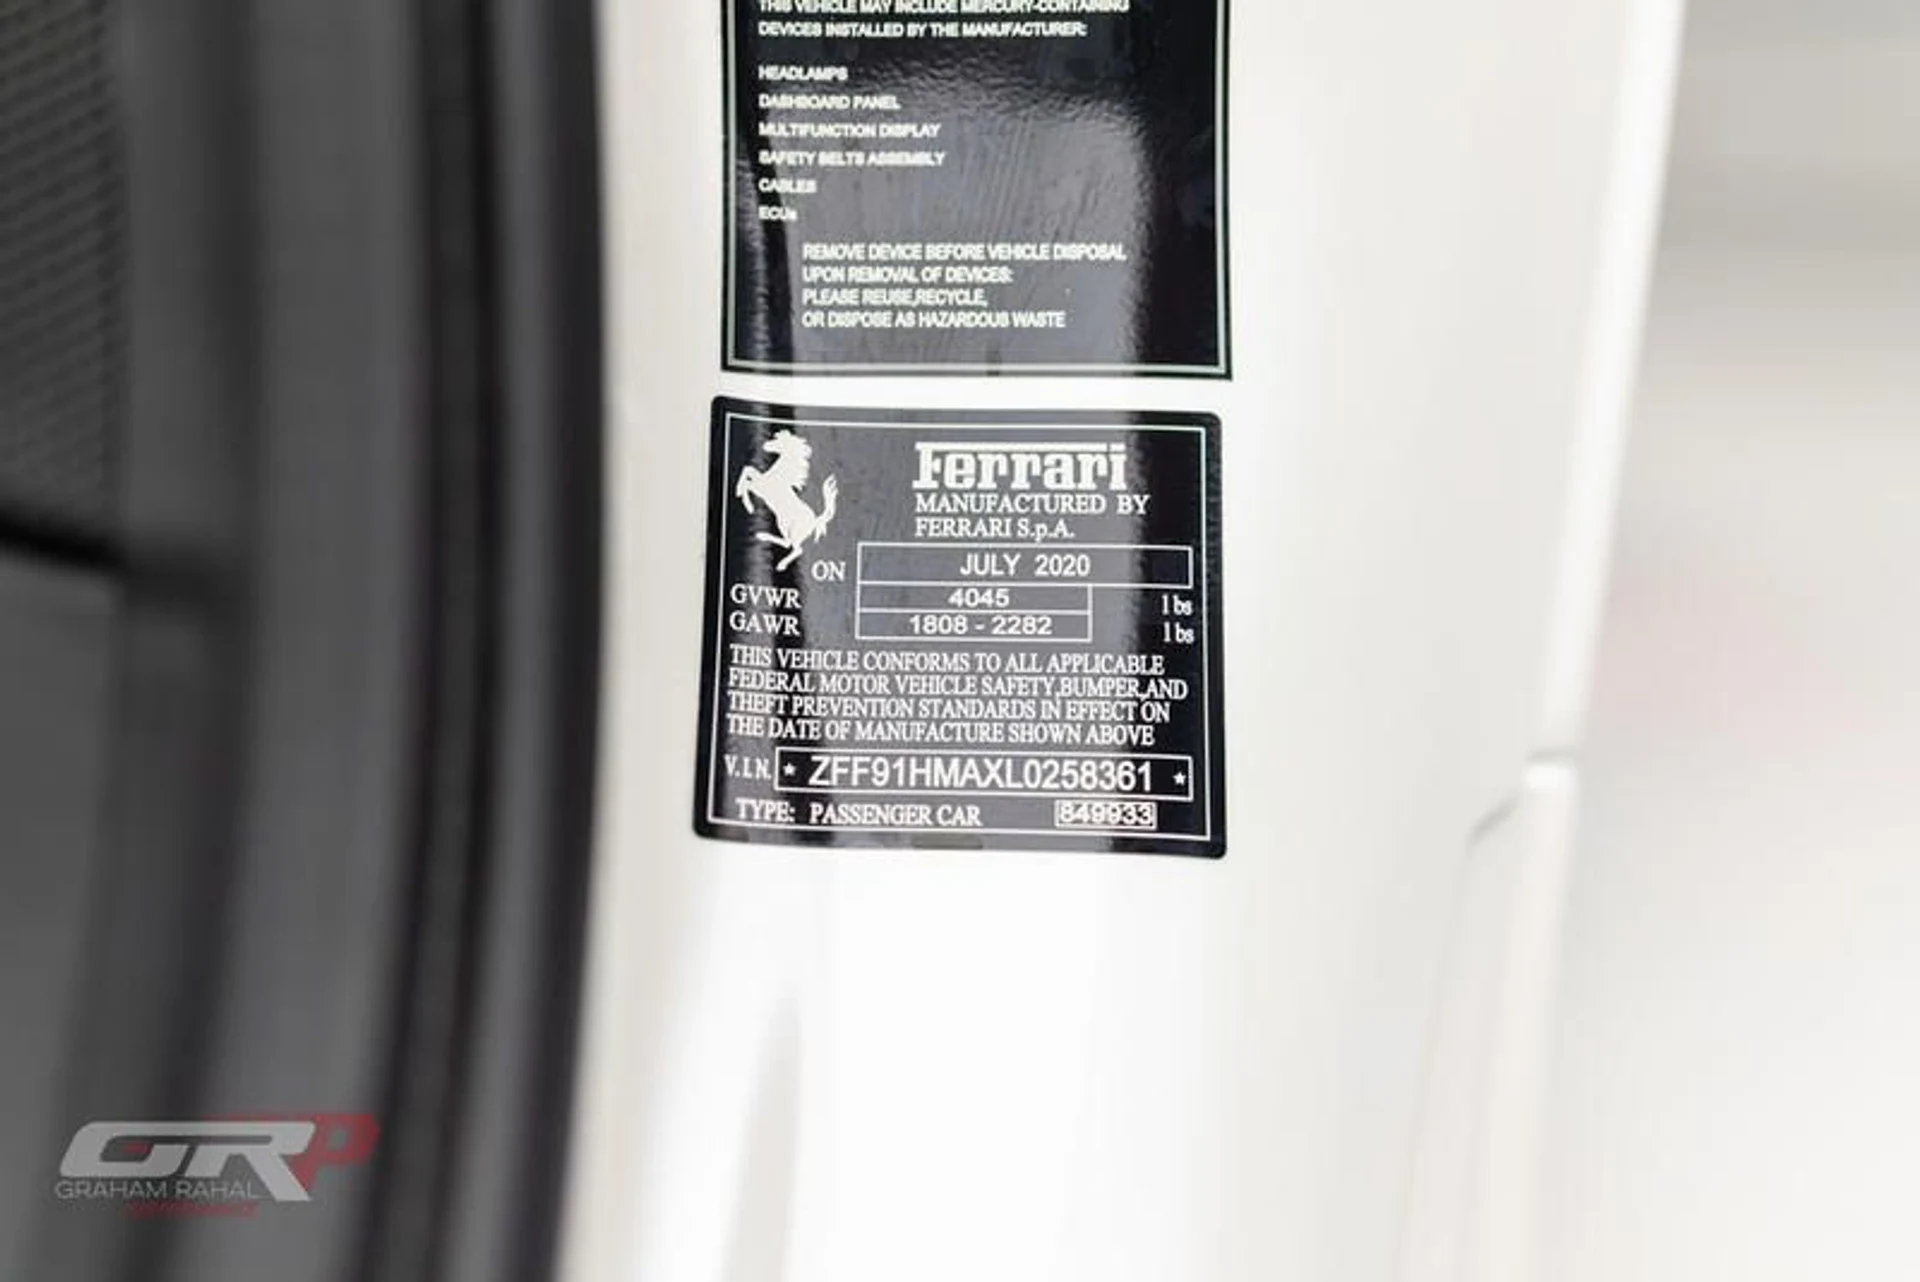 THIS VEHICLE MAY INCLUDE MERCURY-CONTAINING
DEVICES INSTALLED BY THE MANUFACTURER:
HEADLAMPS
DASHBOARD PANEL
MULTIFUNCTION DISPLAY
SAFETY BELTS ASSEMBLY
CABLES
ECUs
REMOVE DEVICE BEFORE VEHICLE DISPOSAL
UPON REMOVAL OF DEVICES:
PLEASE REUSE,RECYCLE,
OR DISPOSE AS HAZARDOUS WASTE
Ferrari
MANUFACTURED BY
FERRARI S.p.A.
ON JULY 2020
GVWR 4045 lbs
GAWR 1808 - 2282 lbs
THIS VEHICLE CONFORMS TO ALL APPLICABLE
FEDERAL MOTOR VEHICLE SAFETY,BUMPER,AND
THEFT PREVENTION STANDARDS IN EFFECT ON
THE DATE OF MANUFACTURE SHOWN ABOVE
V.I.N. * ZFF91HMAXL0258361 *
TYPE: PASSENGER CAR 849933
GRP
GRAHAM RAHAL